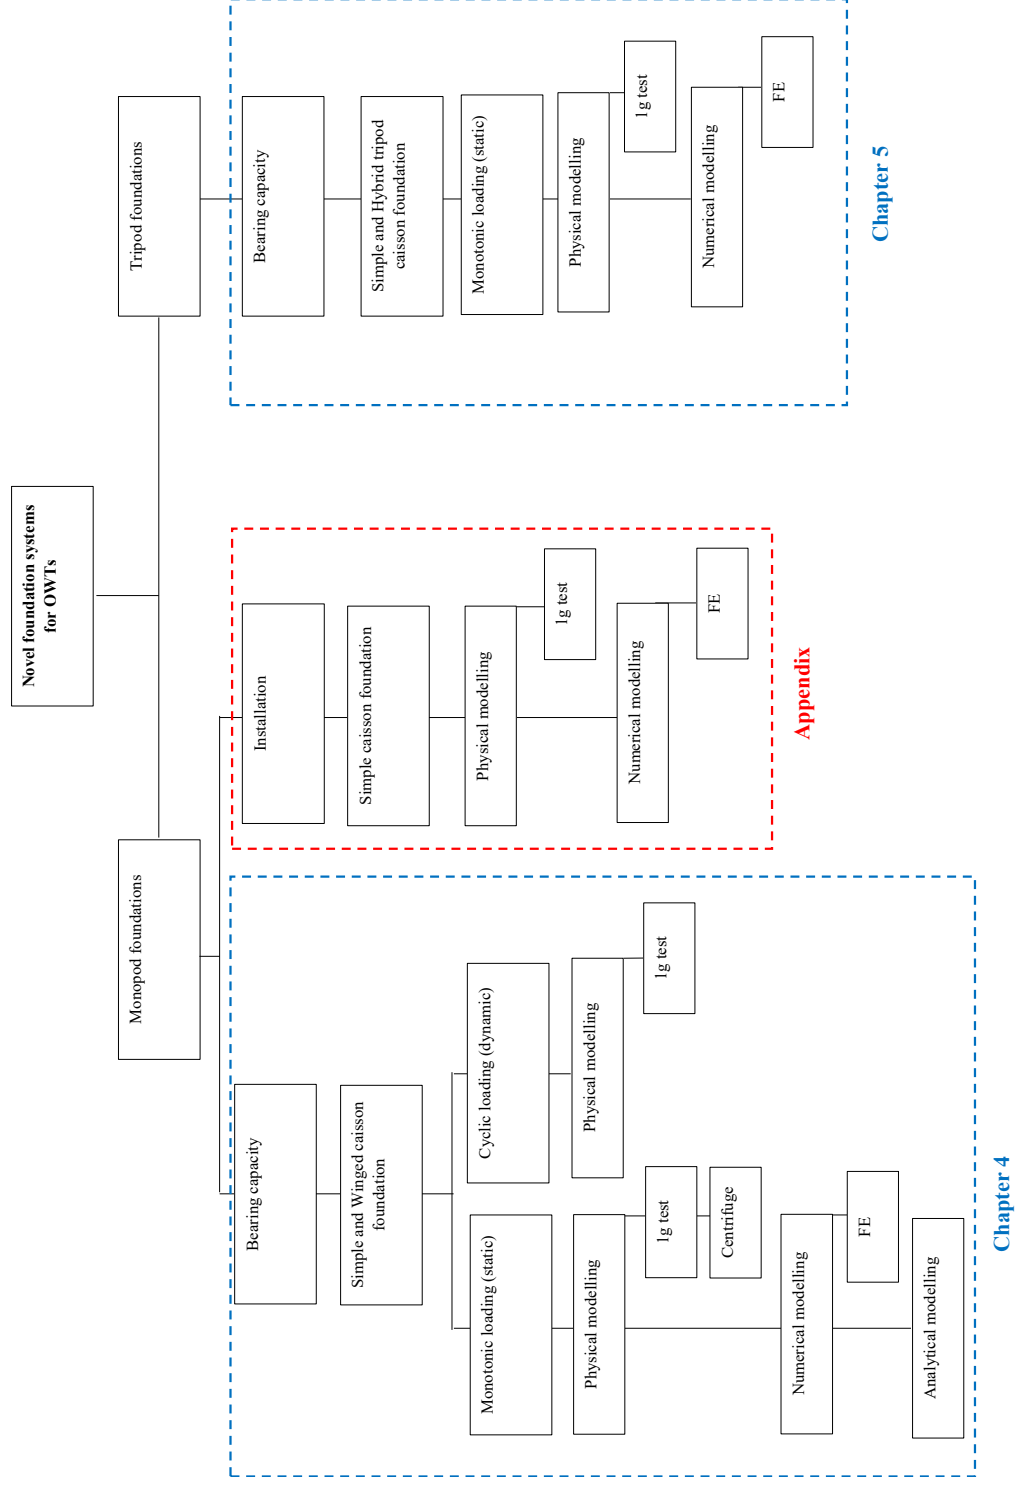 Novel foundation systems
for OWTs
Monopod foundations
Tripod foundations
Bearing capacity
Simple and Winged caisson
foundation
Monotonic loading (static)
Physical modelling
1g test
Centrifuge
Numerical modelling
FE
Analytical modelling
Cyclic loading (dynamic)
Physical modelling
1g test
Chapter 4
Installation
Simple caisson foundation
Physical modelling
1g test
Numerical modelling
FE
Appendix
Bearing capacity
Simple and Hybrid tripod
caisson foundation
Monotonic loading (static)
Physical modelling
1g test
Numerical modelling
FE
Chapter 5